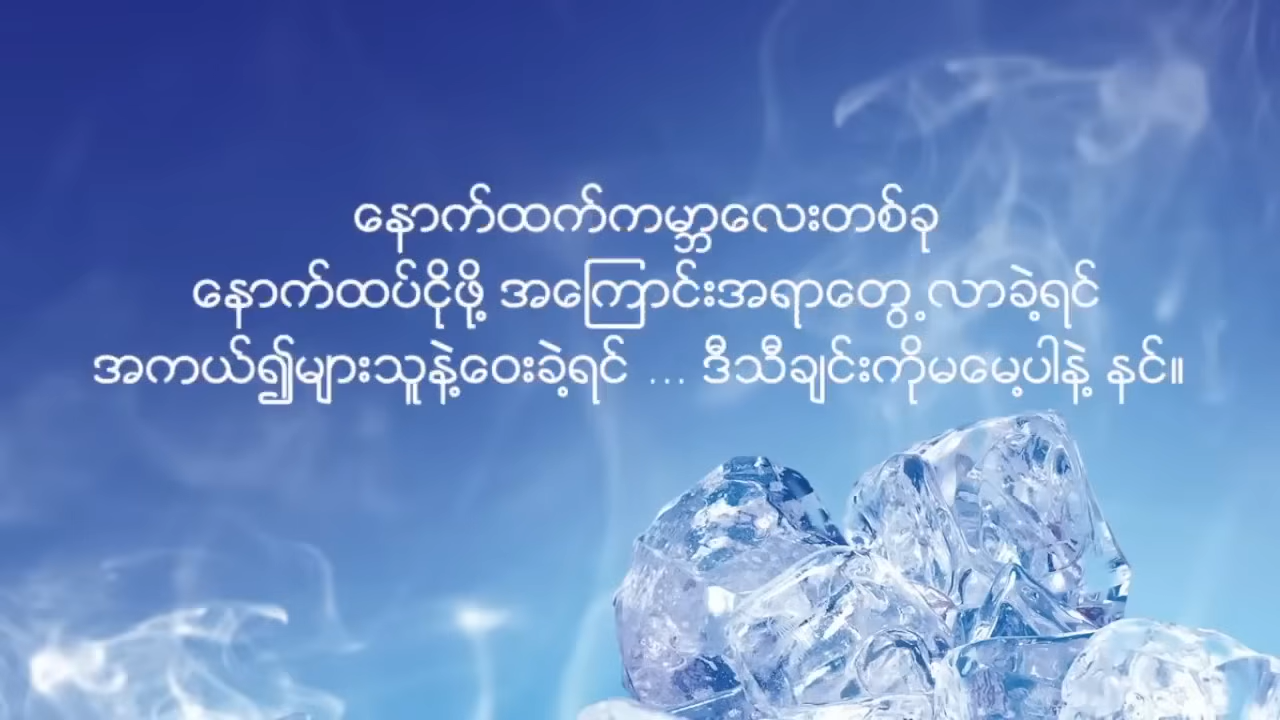 နောက်ထက်ကမ္ဘာလေးတစ်ခု
နောက်ထပ်ငိုဖို့ အကြောင်းအရာတွေ့လာခဲ့ရင်
အကယ်၍များသူနဲ့ဝေးခဲ့ရင် ... ဒီသီချင်းကိုမမေ့ပါနဲ့ နင်။